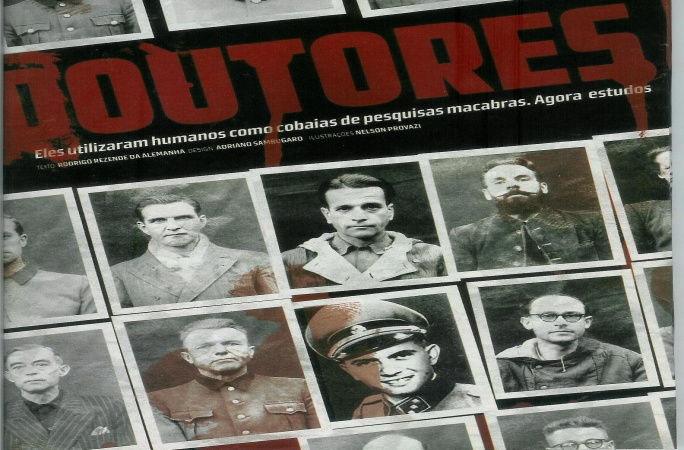 DOUTORES
Eles utilizaram humanos como cobaias de pesquisas macabras. Agora estudos
TEXTO RODRIGO REZENDE DA ALEMANHA DESIGN ADRIANO SAMBUGARO ILUSTRAÇÕES NELSON PROVAZI